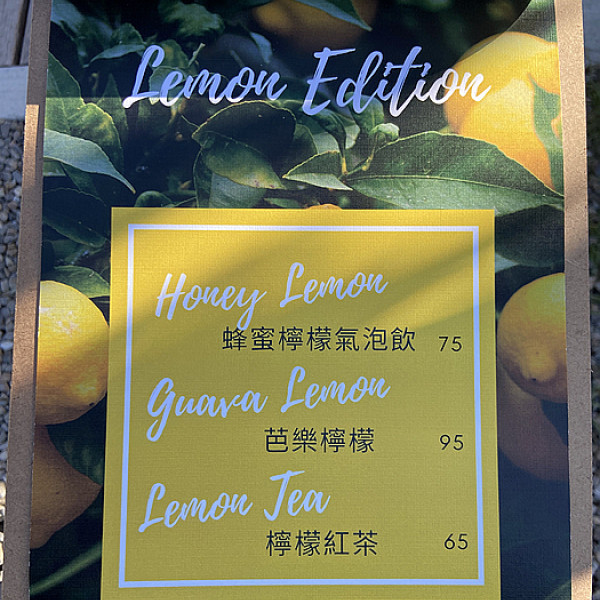 Lemon Edition
Honey Lemon
蜂蜜檸檬氣泡飲 75
Guava Lemon
芭樂檸檬 95
Lemon Tea
檸檬紅茶 65